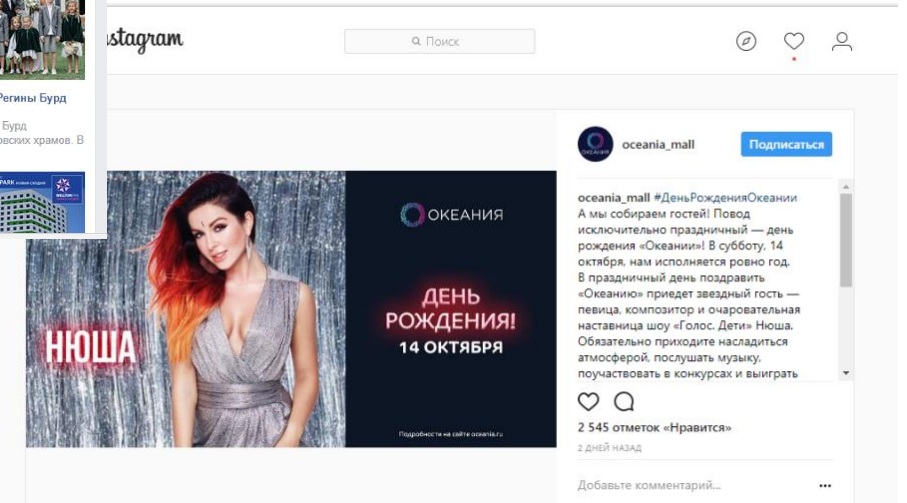 stagram
Поиск
Регины Бурд
Бурд
овских храмов. В
PARK
НЮША
ОКЕАНИЯ
ДЕНЬ
РОЖДЕНИЯ!
14 ОКТЯБРЯ
Подробности на сайте oceania.ru
ОКЕАНИЯ
oceania_mall
Подписаться
oceania_mall #ДеньРожденияОкеании
А мы собираем гостей! Повод
исключительно праздничный — день
рождения «Океании»! В субботу, 14
октября, нам исполняется ровно год.
В праздничный день поздравить
«Океанию» приедет звездный гость —
певица, композитор и очаровательная
наставница шоу «Голос. Дети» Нюша.
Обязательно приходите насладиться
атмосферой, послушать музыку,
поучаствовать в конкурсах и выиграть
2 545 отметок «Нравится»
2 ДНЕЙ НАЗАД
Добавьте комментарий...